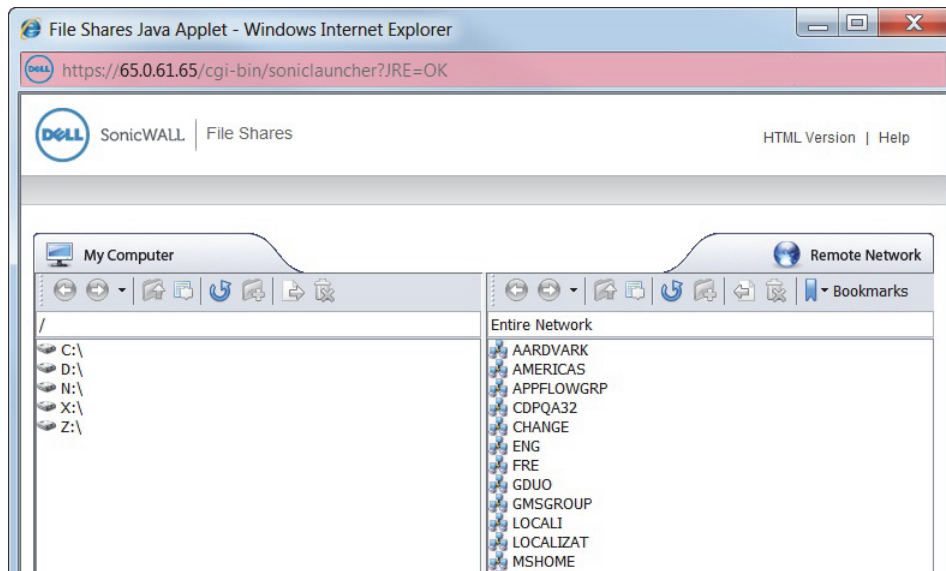 File Shares Java Applet - Windows Internet Explorer
https://65.0.61.65/cgi-bin/soniclauncher?JRE=OK
DELL SonicWALL | File Shares
HTML Version | Help
My Computer
Remote Network
Bookmarks
/
Entire Network
C:\
D:\
N:\
X:\
Z:\
AARDVARK
AMERICAS
APPFLOWGRP
CDPQA32
CHANGE
ENG
FRE
GDUO
GMSGROUP
LOCALI
LOCALIZAT
MSHOME